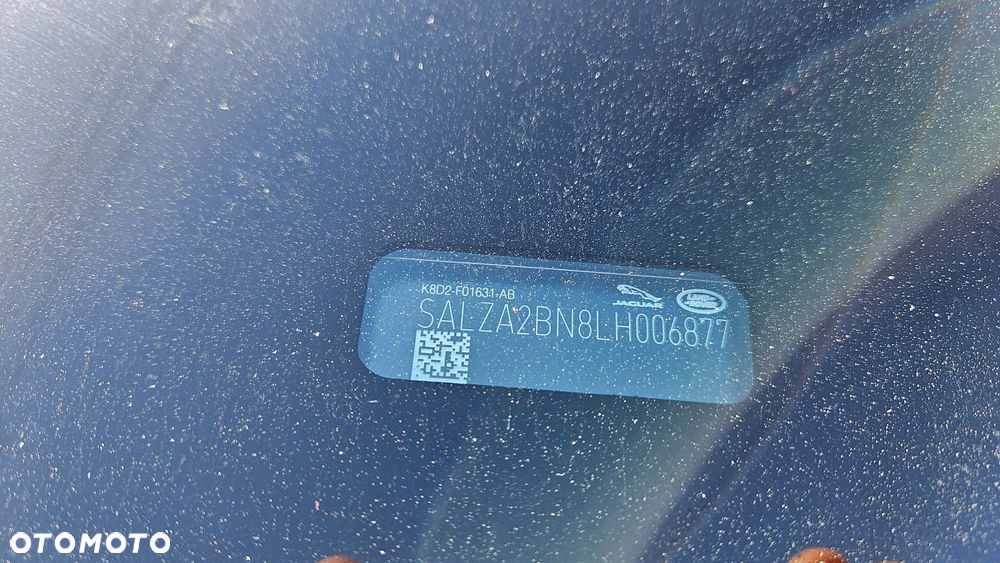 K8D2-F01631-AB
JAGUAR
LAND-
ROVER
SALZA2BN8LH006877
OTOMOTO